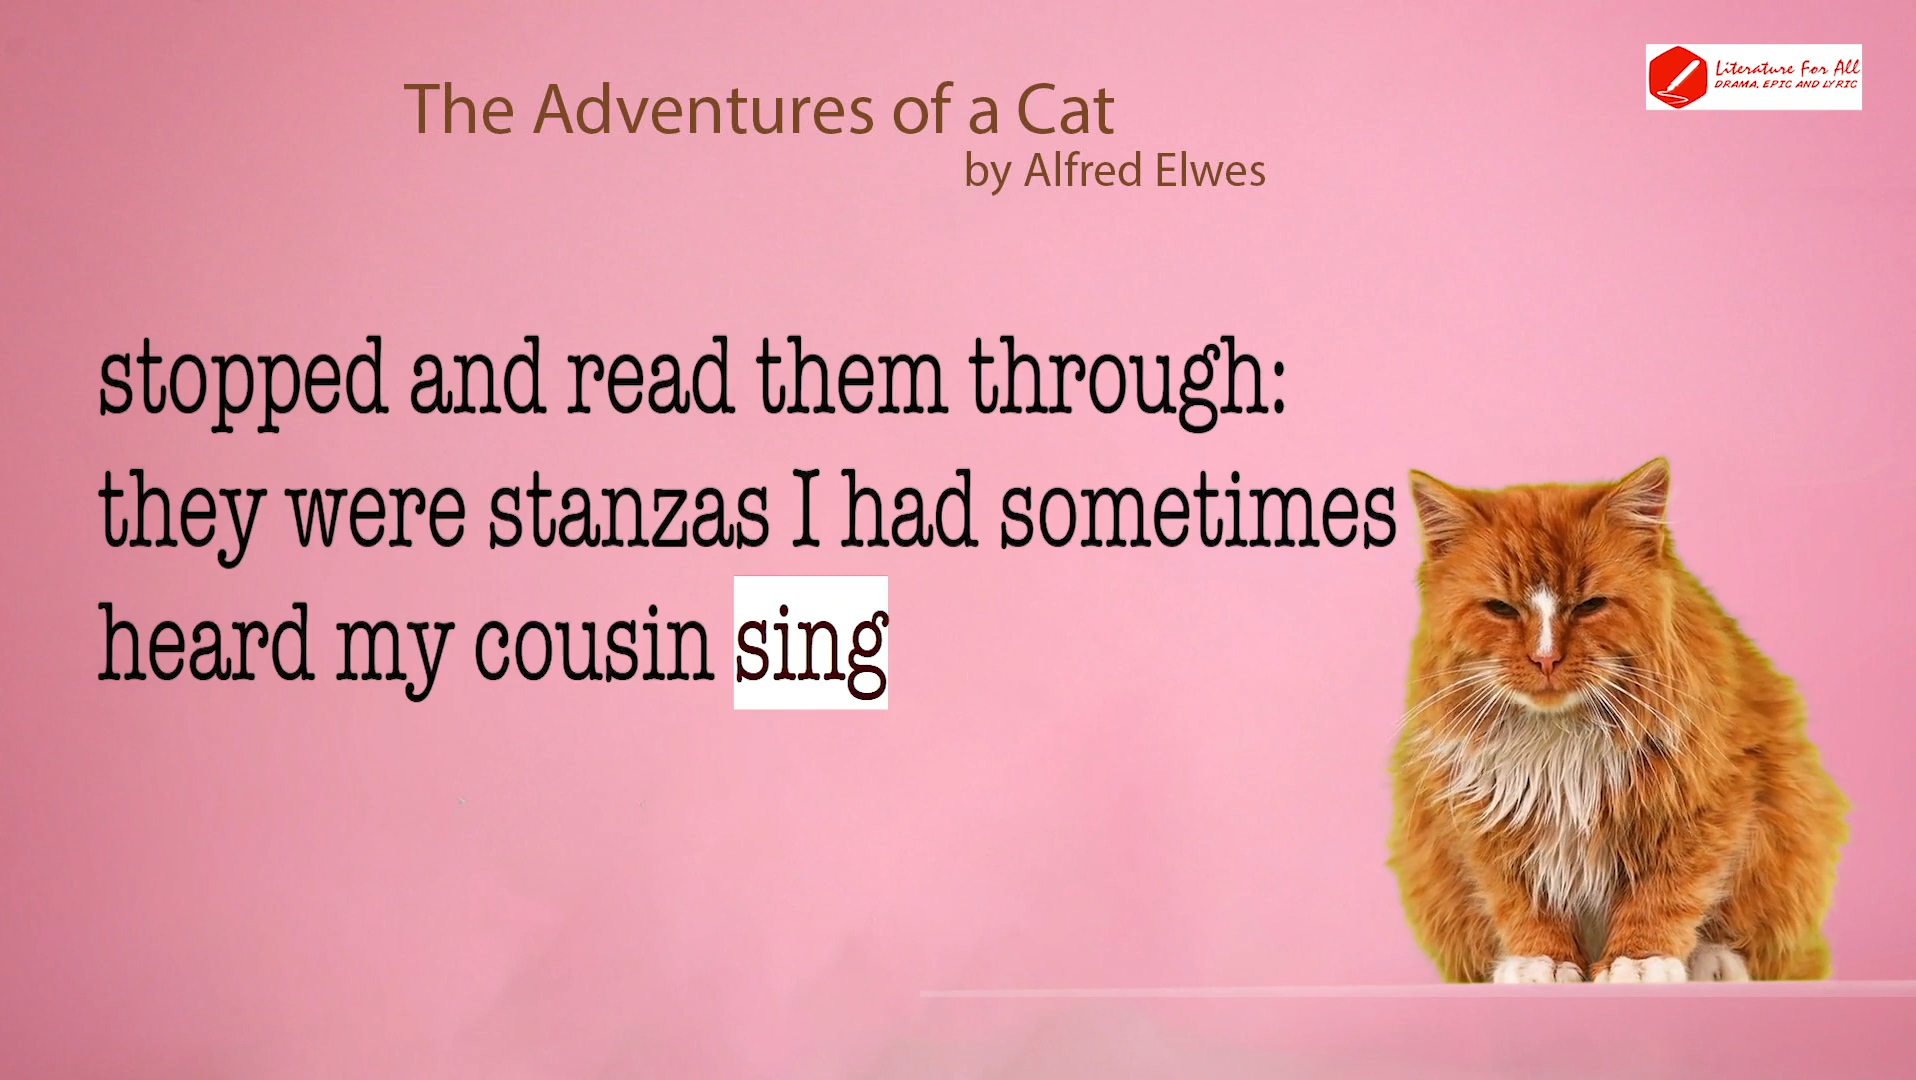 The Adventures of a Cat
by Alfred Elwes
Literature For All
DRAMA, EPIC AND LYRIC
stopped and read them through:
they were stanzas I had sometimes
heard my cousin sing